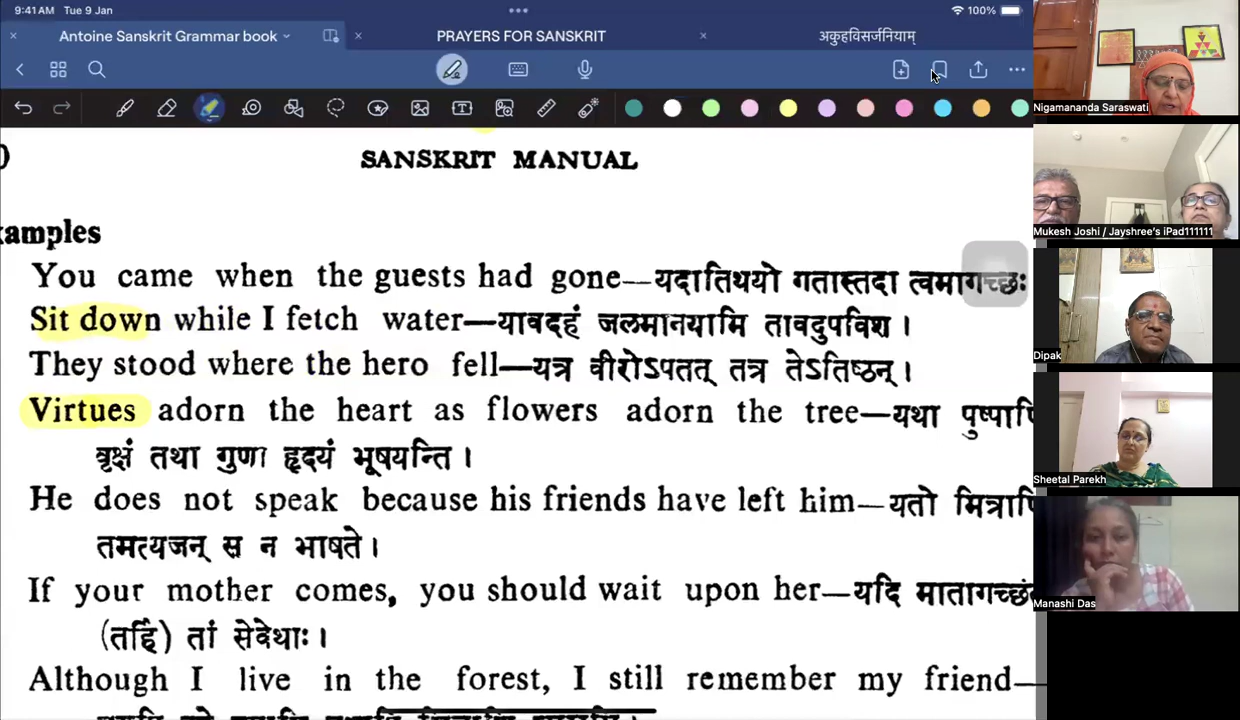 9:41 AM Tue 9 Jan
100%
Antoine Sanskrit Grammar book
PRAYERS FOR SANSKRIT
अकुहविसर्जनियाम्
)
SANSKRIT MANUAL
xamples
You came when the guests had gone—यदातिथयो गतास्तदा त्वमागच्छः
Sit down while I fetch water—यावदहं जलमानयामि तावदुपविश ।
They stood where the hero fell—यत्र वीरोऽपतत् तत्र तेऽतिष्ठन् ।
Virtues adorn the heart as flowers adorn the tree—यथा
वृक्षं तथा गुणा हृदयं भूषयन्ति ।
He does not speak because his friends have left him—यतो
तमत्यजन् स न भाषते ।
If your mother comes, you should wait upon her—यदि
(तर्हि) तां सेवेथाः ।
Although I live in the forest, I still remember my friend—
Nigamananda Saraswati
Mukesh Joshi / Jayshree's iPad111111
Dipak
Sheetal Parekh
Manashi Das